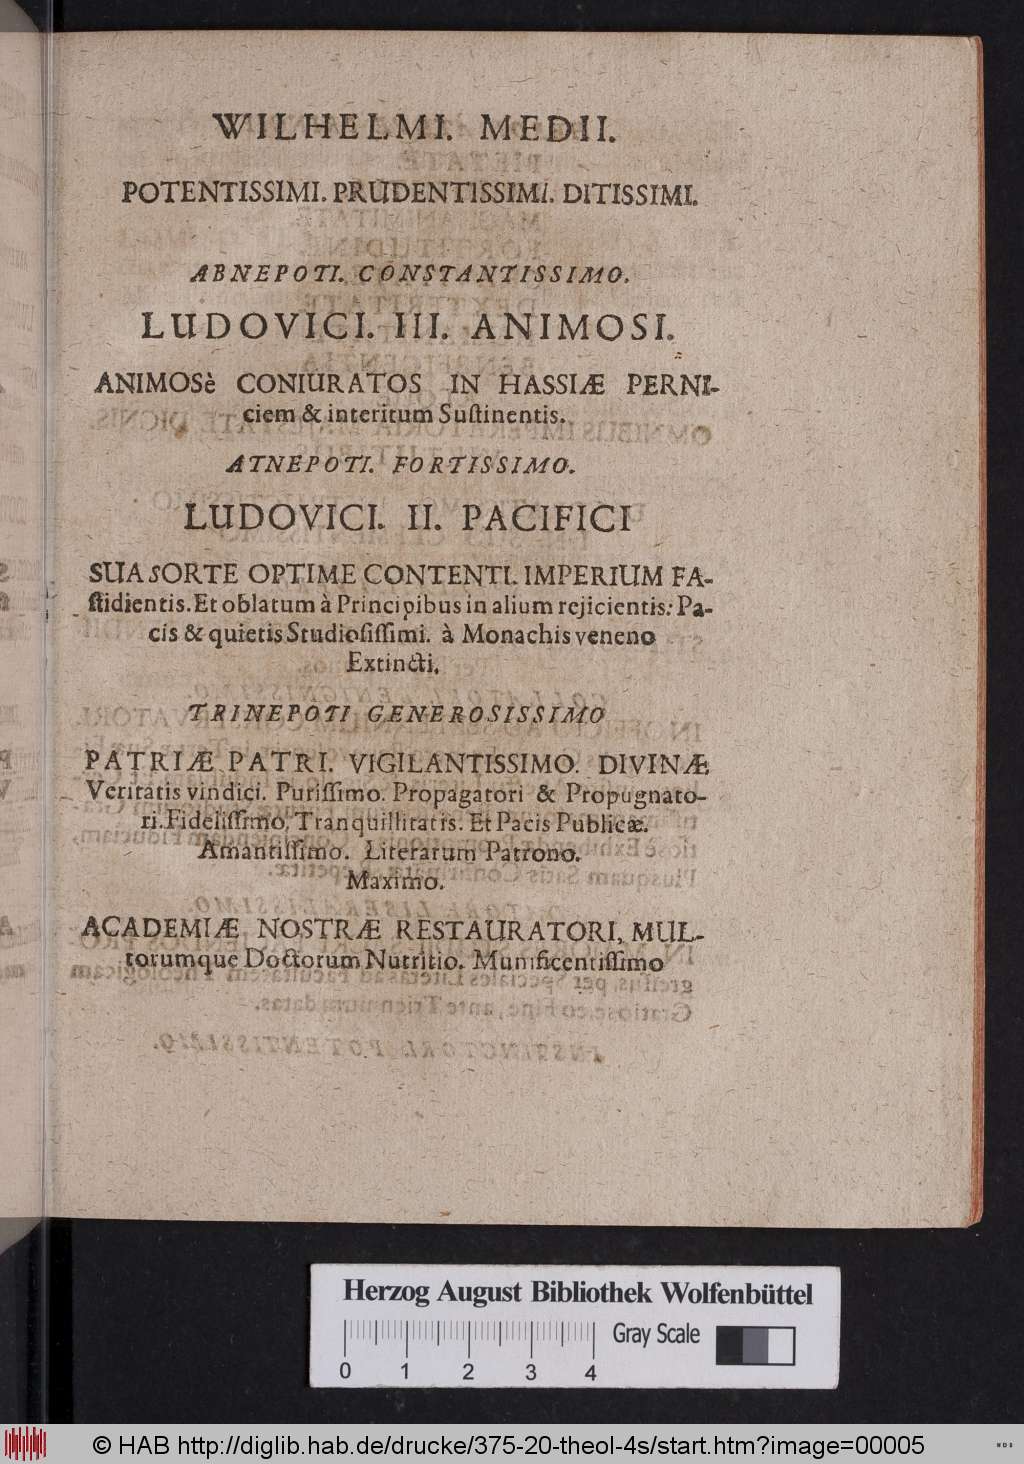 WILHELMI. MEDII.
POTENTISSIMI. PRUDENTISSIMI. DITISSIMI.
ABNEPOTI. CONSTANTISSIMO.
LUDOVICI. III. ANIMOSI.
ANIMOSè CONIURATOS IN HASSIÆ PERNI-
ciem & interitum Suſtinentis.
ATNEPOTI. FORTISSIMO.
LUDOVICI. II. PACIFICI
SUA SORTE OPTIME CONTENTI. IMPERIUM FA-
ſtidientis. Et oblatum à Principibus in alium rejicientis: Pa-
cis & quietis Studioſiſſimi. à Monachis veneno
Extincti,
TRINEPOTI GENEROSISSIMO
PATRIÆ PATRI. VIGILANTISSIMO. DIVINÆ
Veritatis vindici. Puriſſimo. Propagatori & Propugnato-
ri. Fideliſſimo, Tranquillitatis. Et Pacis Publicæ.
Amantiſſimo. Literarum Patrono.
Maximo.
ACADEMIÆ NOSTRÆ RESTAURATORI, MUL-
torumque Doctorum Nutritio. Munificentiſſimo
Herzog August Bibliothek Wolfenbüttel
Gray Scale
0 1 2 3 4
© HAB http://diglib.hab.de/drucke/375-20-theol-4s/start.htm?image=00005